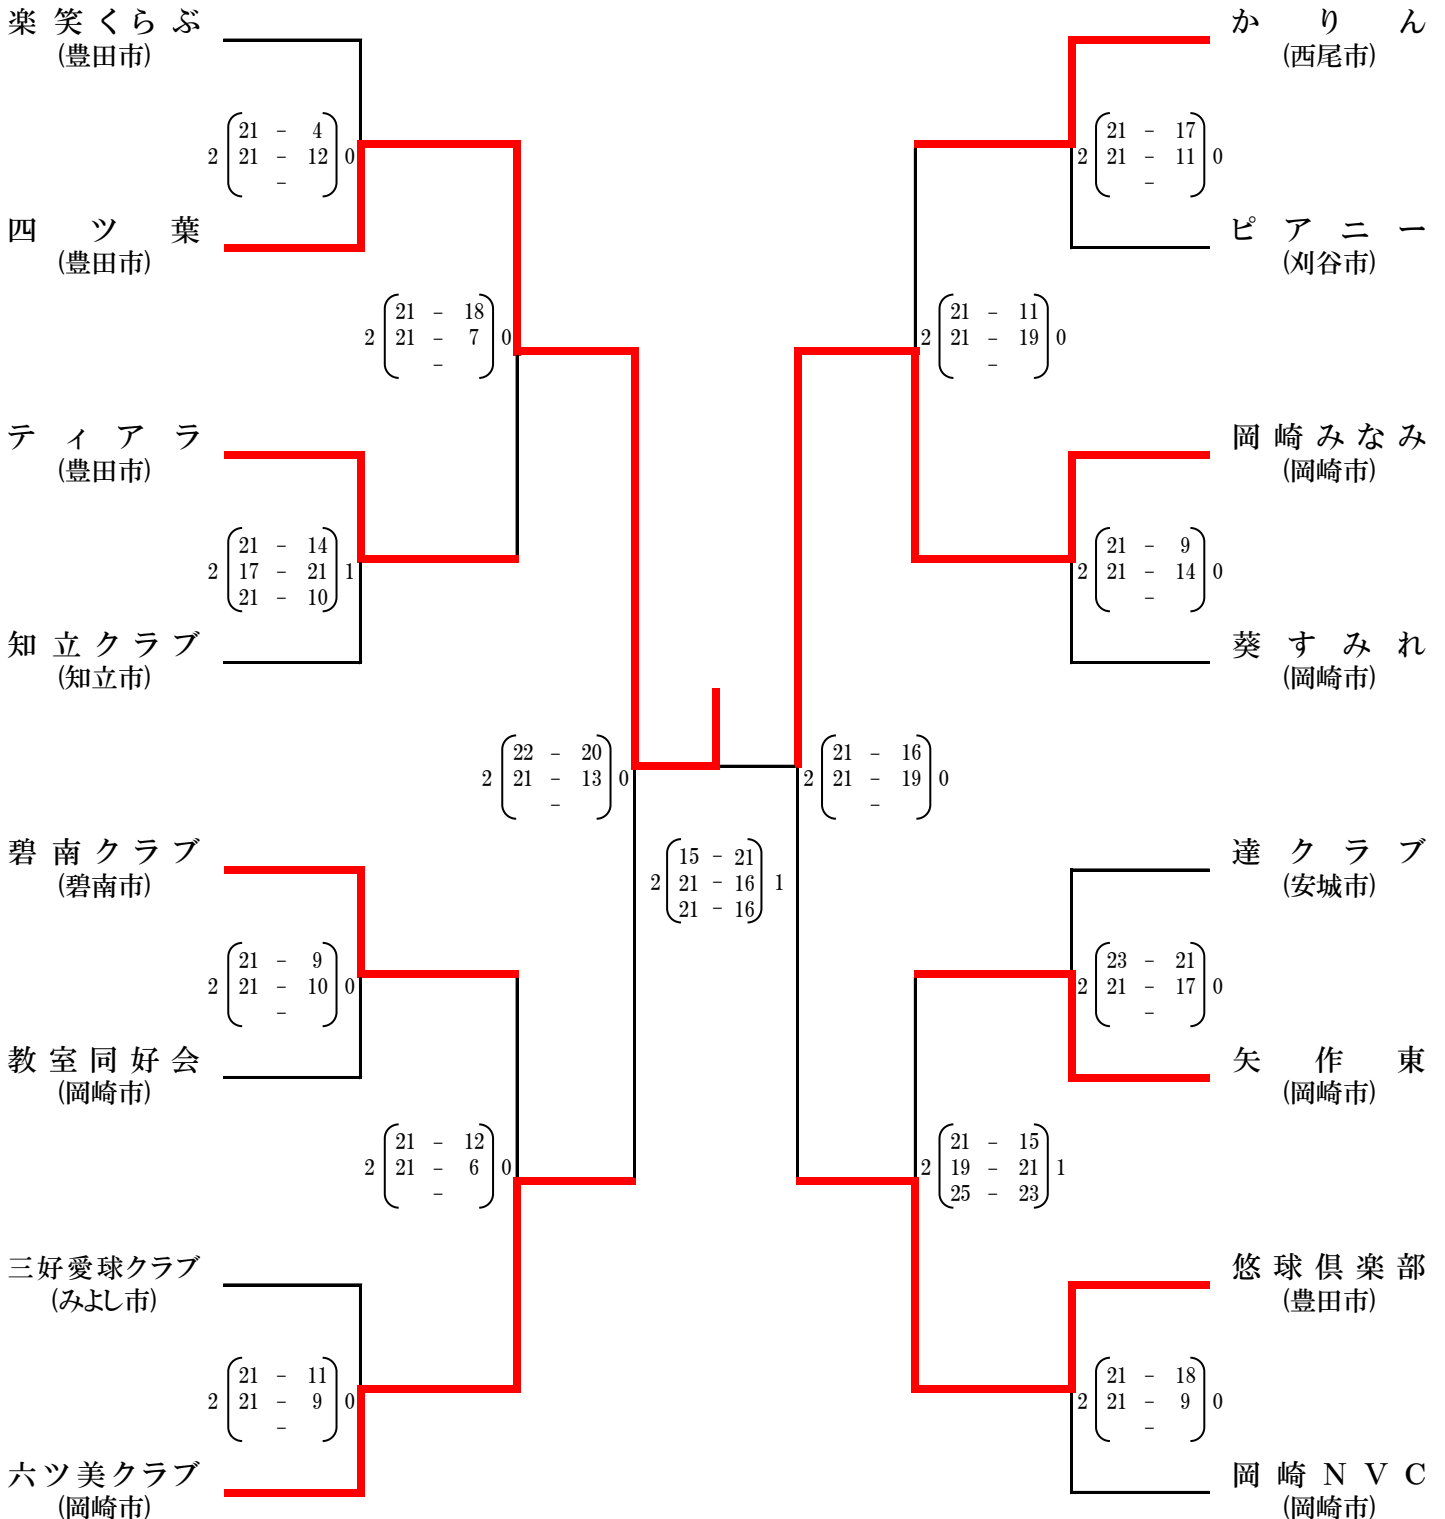 楽笑くらぶ
(豊田市)
2 21 - 4 0
21 - 12
-
四ツ葉
(豊田市)
2 21 - 18 0
21 - 7
-
ティアラ
(豊田市)
2 21 - 14 1
17 - 21
21 - 10
知立クラブ
(知立市)
2 22 - 20 0
21 - 13
-
碧南クラブ
(碧南市)
2 21 - 9 0
21 - 10
-
教室同好会
(岡崎市)
2 21 - 12 0
21 - 6
-
三好愛球クラブ
(みよし市)
2 21 - 11 0
21 - 9
-
六ツ美クラブ
(岡崎市)
2 15 - 21 1
21 - 16
21 - 16
かりん
(西尾市)
2 21 - 17 0
21 - 11
-
ピアニー
(刈谷市)
2 21 - 11 0
21 - 19
-
岡崎みなみ
(岡崎市)
2 21 - 9 0
21 - 14
-
葵すみれ
(岡崎市)
2 21 - 16 0
21 - 19
-
達クラブ
(安城市)
2 23 - 21 0
21 - 17
-
矢作東
(岡崎市)
2 21 - 15 1
19 - 21
25 - 23
悠球倶楽部
(豊田市)
2 21 - 18 0
21 - 9
-
岡崎NVC
(岡崎市)